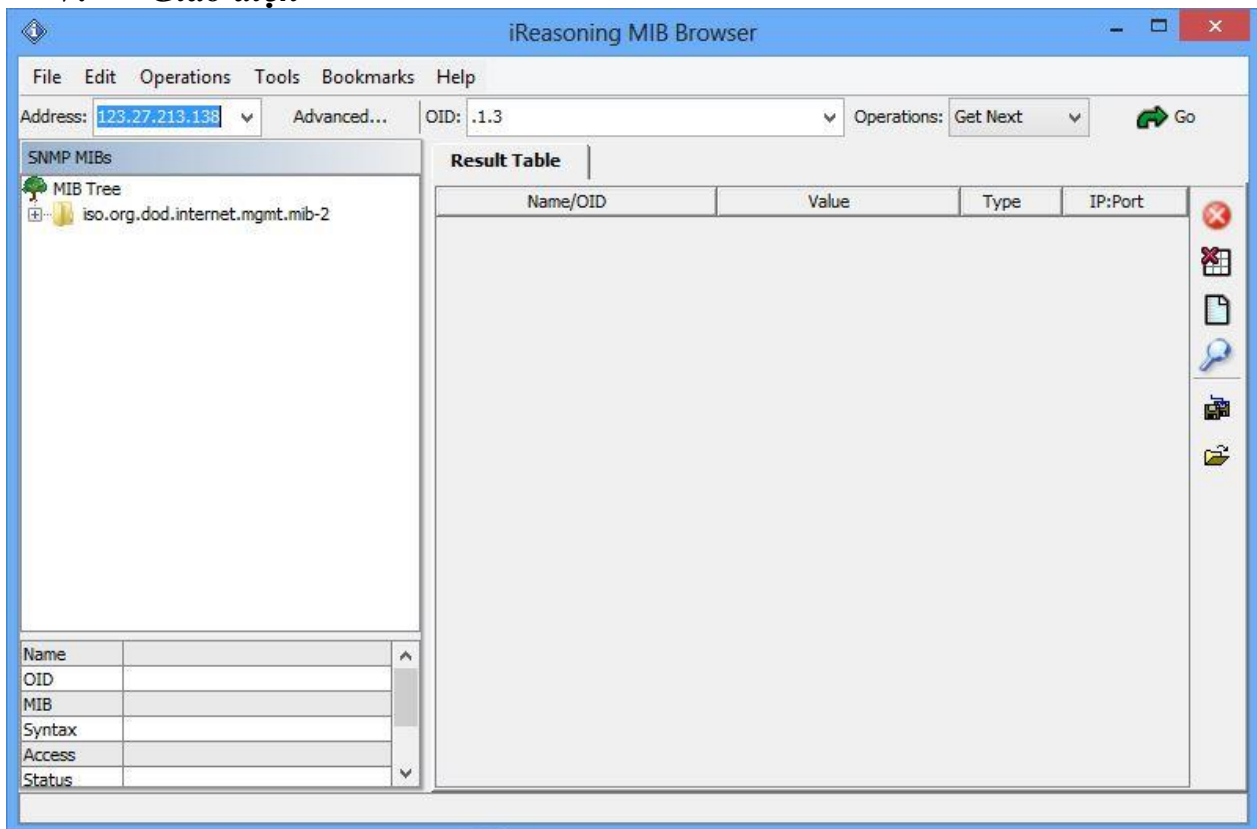 iReasoning MIB Browser
File Edit Operations Tools Bookmarks Help
Address: 123.27.213.138 Advanced... OID: .1.3 Operations: Get Next Go
SNMP MIBs
Result Table
MIB Tree
iso.org.dod.internet.mgmt.mib-2
Name/OID Value Type IP:Port
Name
OID
MIB
Syntax
Access
Status